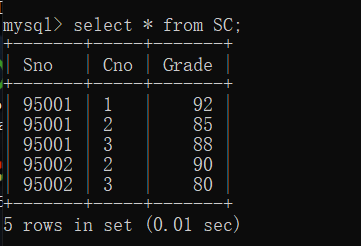 mysql> select * from SC;
+-------+-----+-------+
| Sno   | Cno | Grade |
+-------+-----+-------+
| 95001 | 1   |    92 |
| 95001 | 2   |    85 |
| 95001 | 3   |    88 |
| 95002 | 2   |    90 |
| 95002 | 3   |    80 |
+-------+-----+-------+
5 rows in set (0.01 sec)